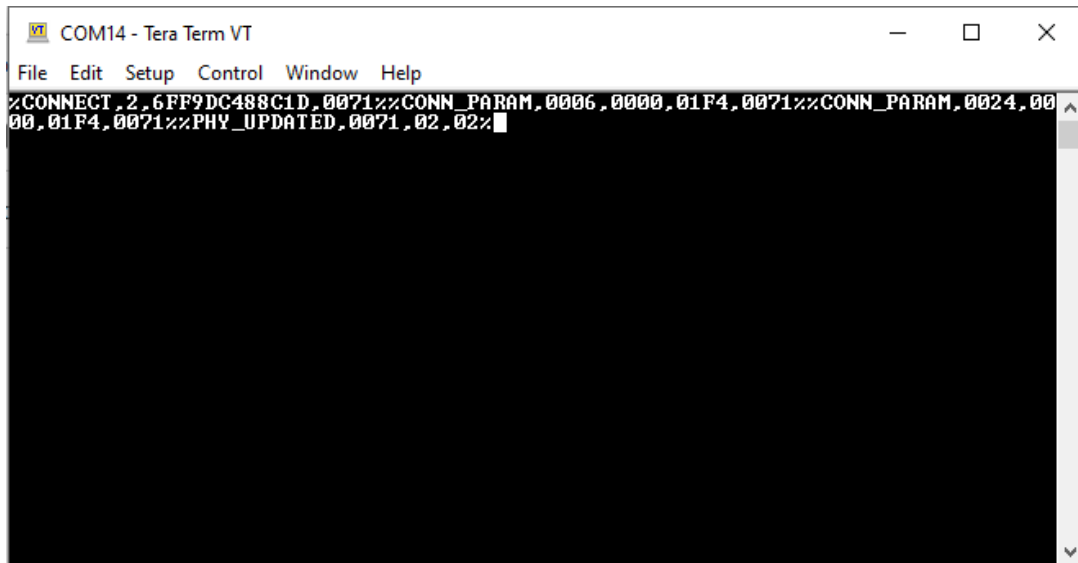 COM14 - Tera Term VT
File Edit Setup Control Window Help
%CONNECT,2,6FF9DC488C1D,0071%%CONN_PARAM,0006,0000,01F4,0071%%CONN_PARAM,0024,00
00,01F4,0071%%PHY_UPDATED,0071,02,02%